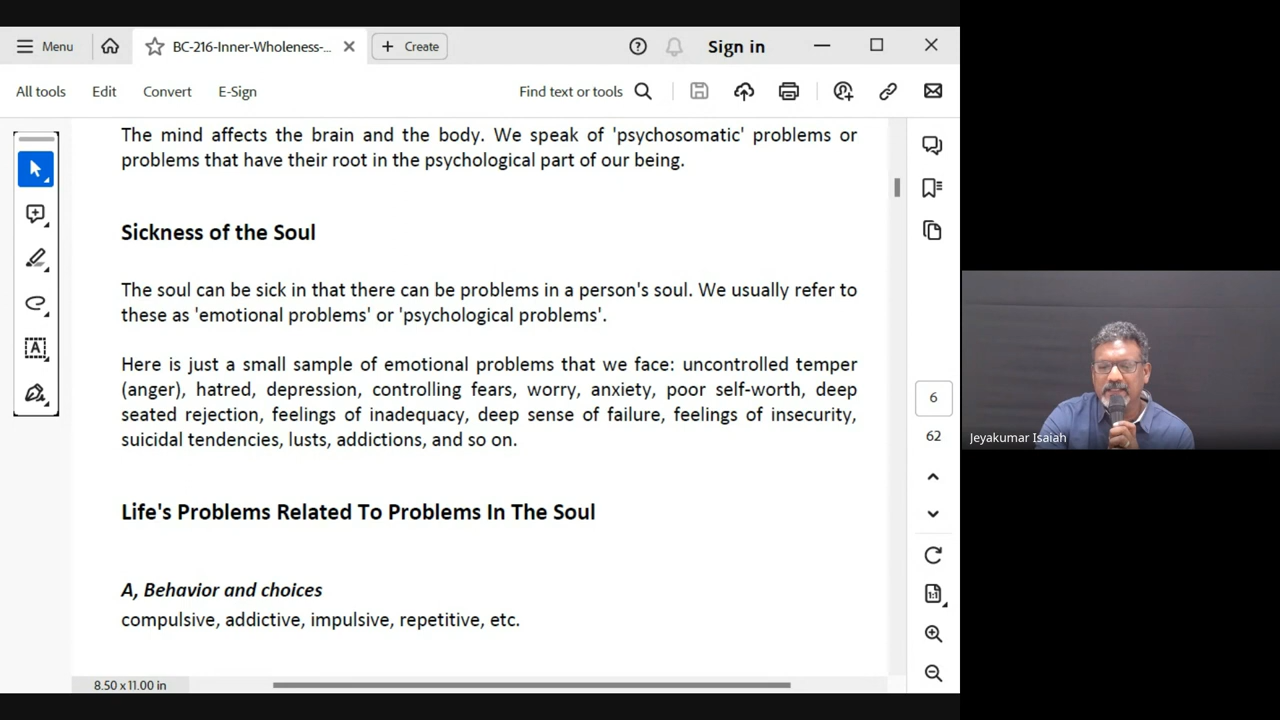 Menu
BC-216-Inner-Wholeness-...
Create
Sign in
All tools
Edit
Convert
E-Sign
Find text or tools
The mind affects the brain and the body. We speak of 'psychosomatic' problems or
problems that have their root in the psychological part of our being.
Sickness of the Soul
The soul can be sick in that there can be problems in a person's soul. We usually refer to
these as 'emotional problems' or 'psychological problems'.
Here is just a small sample of emotional problems that we face: uncontrolled temper
(anger), hatred, depression, controlling fears, worry, anxiety, poor self-worth, deep
seated rejection, feelings of inadequacy, deep sense of failure, feelings of insecurity,
suicidal tendencies, lusts, addictions, and so on.
Life's Problems Related To Problems In The Soul
A, Behavior and choices
compulsive, addictive, impulsive, repetitive, etc.
8.50 x 11.00 in
6
62
1:1
Jeyakumar Isaiah